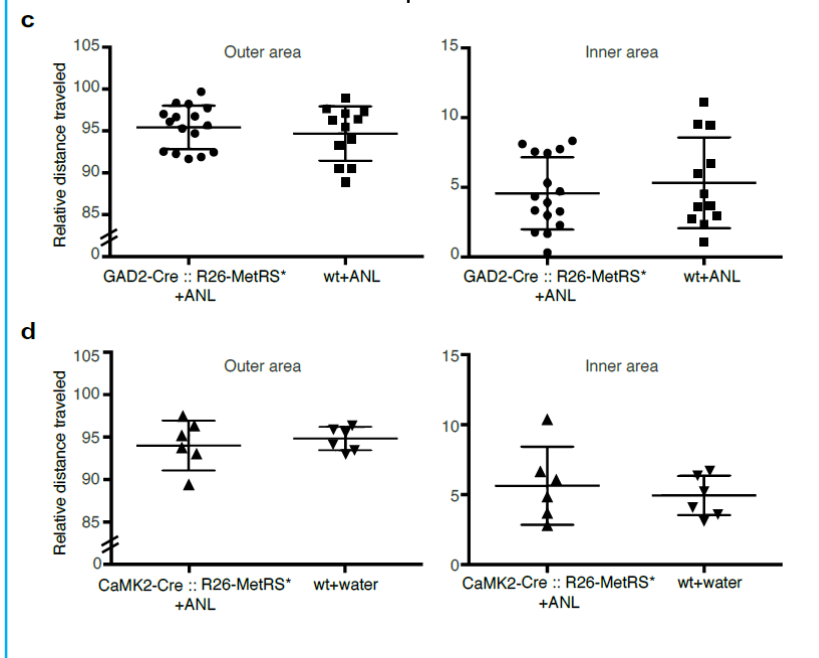 c
Outer area
Relative distance traveled
105
100
95
90
85
0
GAD2-Cre :: R26-MetRS*
+ANL
wt+ANL
Inner area
15
10
5
0
GAD2-Cre :: R26-MetRS*
+ANL
wt+ANL
d
Outer area
Relative distance traveled
105
100
95
90
85
0
CaMK2-Cre :: R26-MetRS*
+ANL
wt+water
Inner area
15
10
5
0
CaMK2-Cre :: R26-MetRS*
+ANL
wt+water